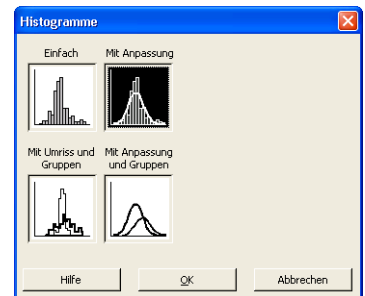 Histogramme
Einfach
Mit Anpassung
Mit Umriss und
Gruppen
Mit Anpassung
und Gruppen
Hilfe
OK
Abbrechen